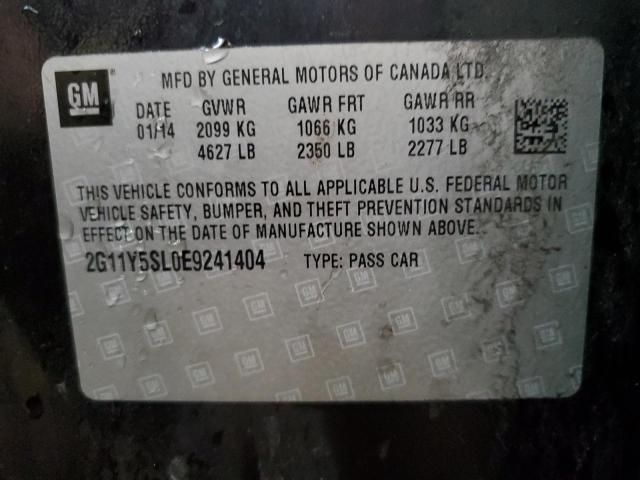 GM
MFD BY GENERAL MOTORS OF CANADA LTD.
DATE GVWR GAWR FRT GAWR RR
01/14 2099 KG 1066 KG 1033 KG
4627 LB 2350 LB 2277 LB
THIS VEHICLE CONFORMS TO ALL APPLICABLE U.S. FEDERAL MOTOR
VEHICLE SAFETY, BUMPER, AND THEFT PREVENTION STANDARDS IN
EFFECT ON THE DATE OF MANUFACTURE SHOWN ABOVE.
2G11Y5SL0E9241404 TYPE: PASS CAR